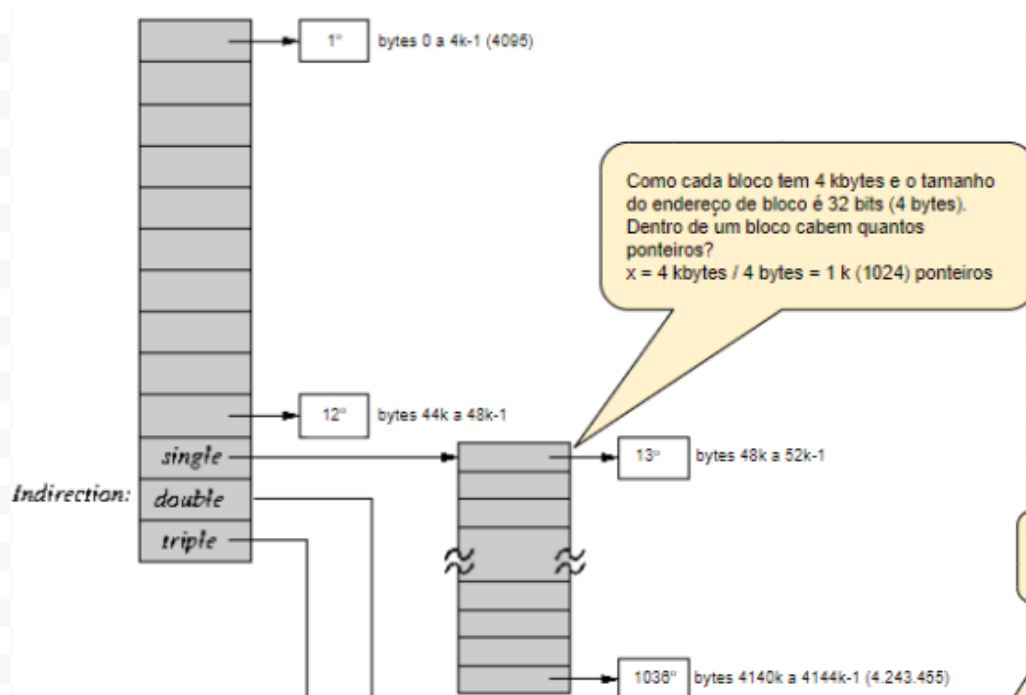 1º bytes 0 a 4k-1 (4095)
Como cada bloco tem 4 kbytes e o tamanho
do endereço de bloco é 32 bits (4 bytes).
Dentro de um bloco cabem quantos
ponteiros?
x = 4 kbytes / 4 bytes = 1 k (1024) ponteiros
12º bytes 44k a 48k-1
single
13º bytes 48k a 52k-1
Indirection: double
triple
1036º bytes 4140k a 4144k-1 (4.243.455)